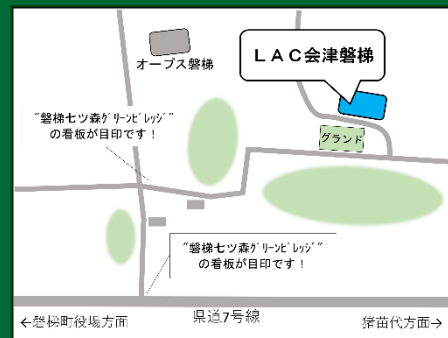 オーブス磐梯
ＬＡＣ会津磐梯
グランド
"磐梯七ツ森ｸﾞﾘｰﾝﾋﾞﾚｯｼﾞ"
の看板が目印です！
"磐梯七ツ森ｸﾞﾘｰﾝﾋﾞﾚｯｼﾞ"
の看板が目印です！
←磐梯町役場方面
県道7号線
猪苗代方面→